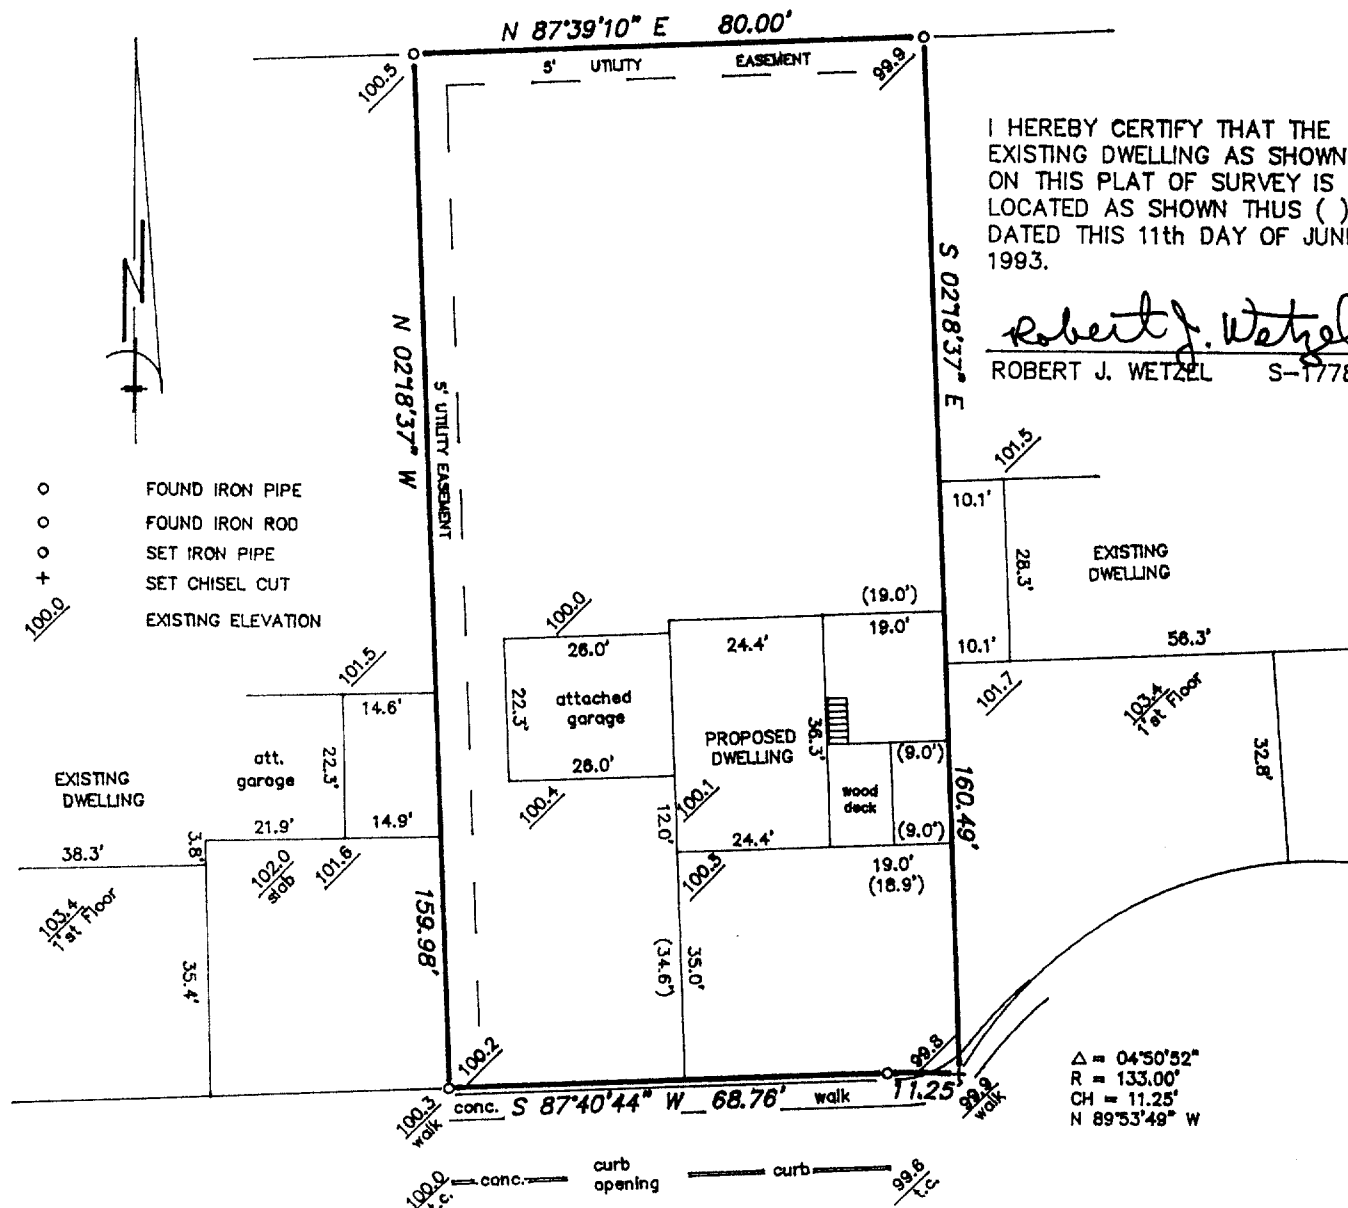 N 87°39'10" E 80.00'
100.5
5' UTILITY EASEMENT
99.9
I HEREBY CERTIFY THAT THE
EXISTING DWELLING AS SHOWN
ON THIS PLAT OF SURVEY IS
LOCATED AS SHOWN THUS ( )
DATED THIS 11th DAY OF JUN
1993.
Robert J. Wetzel
ROBERT J. WETZEL S-1778
N
N 02°18'37" W
5' UTILITY EASEMENT
S 02°18'37" E
FOUND IRON PIPE
FOUND IRON ROD
SET IRON PIPE
+ SET CHISEL CUT
100.0 EXISTING ELEVATION
101.5
10.1'
28.3'
EXISTING
DWELLING
10.1'
56.3'
101.7
103.4
1'st Floor
32.8'
100.0
(19.0')
19.0'
26.0'
24.4'
22.3'
attached
garage
26.0'
PROPOSED
DWELLING
36.3'
(9.0')
wood
deck
(9.0')
160.49'
100.4
100.1
12.0'
24.4'
100.5
19.0'
(18.9')
101.5
14.6'
22.3'
att.
garage
EXISTING
DWELLING
21.9'
14.9'
3.8'
38.3'
102.0
slab
101.6
103.4
1'st Floor
35.4'
159.98'
(34.6')
35.0'
100.2
99.8
100.3
walk
conc. S 87°40'44" W 68.76' walk 11.25'
99.9
walk
Δ = 04°50'52"
R = 133.00'
CH = 11.25'
N 89°53'49" W
100.0
t.c.
conc.
curb
opening
curb
99.6
t.c.